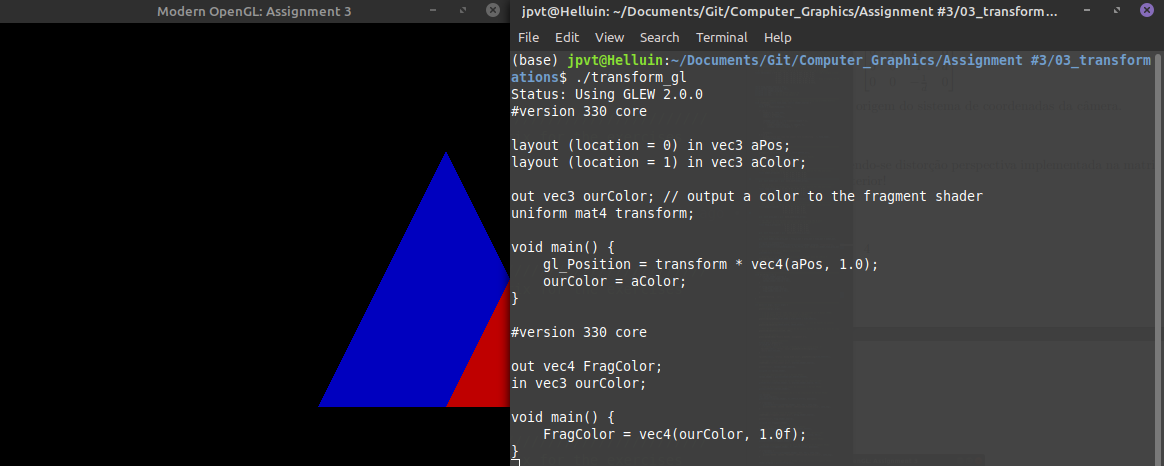 Modern OpenGL: Assignment 3
jpvt@Helluin: ~/Documents/Git/Computer_Graphics/Assignment #3/03_transform...
File Edit View Search Terminal Help
(base) jpvt@Helluin:~/Documents/Git/Computer_Graphics/Assignment #3/03_transform
ations$ ./transform_gl
Status: Using GLEW 2.0.0
#version 330 core
layout (location = 0) in vec3 aPos;
layout (location = 1) in vec3 aColor;
out vec3 ourColor; // output a color to the fragment shader
uniform mat4 transform;
void main() {
    gl_Position = transform * vec4(aPos, 1.0);
    ourColor = aColor;
}
#version 330 core
out vec4 FragColor;
in vec3 ourColor;
void main() {
    FragColor = vec4(ourColor, 1.0f);
}